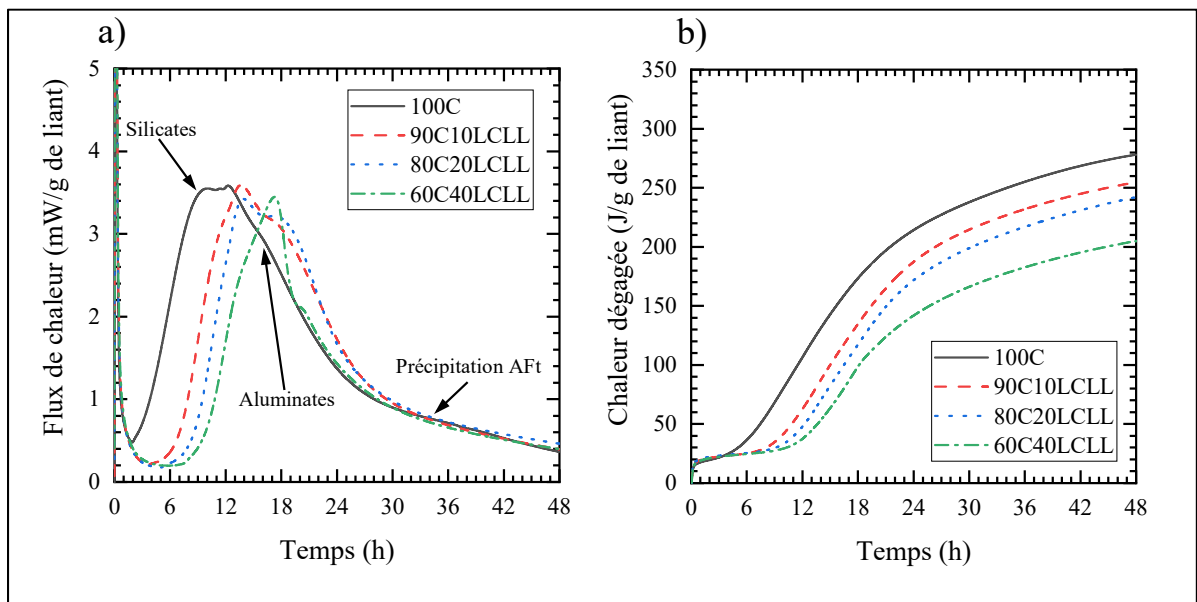 a)
Flux de chaleur (mW/g de liant)
5
4
3
2
1
0
Silicates
Aluminates
Précipitation AFt
100C
90C10LCLL
80C20LCLL
60C40LCLL
0 6 12 18 24 30 36 42 48
Temps (h)
b)
Chaleur dégagée (J/g de liant)
350
300
250
200
150
100
50
0
100C
90C10LCLL
80C20LCLL
60C40LCLL
0 6 12 18 24 30 36 42 48
Temps (h)